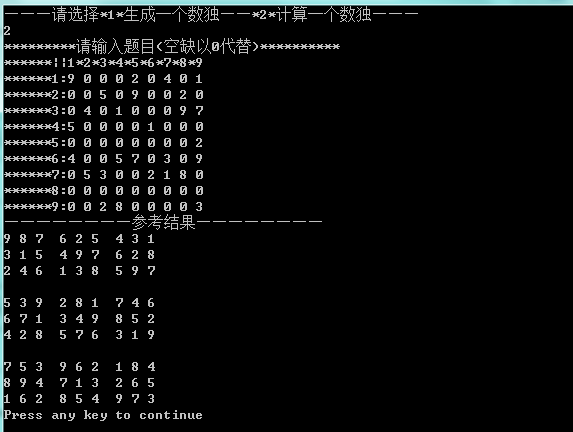 ———请选择*1*生成一个数独——*2*计算一个数独———
2
*********请输入题目(空缺以0代替)**********
******||1*2*3*4*5*6*7*8*9
******1:9 0 0 0 2 0 4 0 1
******2:0 0 5 0 9 0 0 2 0
******3:0 4 0 1 0 0 0 9 7
******4:5 0 0 0 0 1 0 0 0
******5:0 0 0 0 0 0 0 0 2
******6:4 0 0 5 7 0 3 0 9
******7:0 5 3 0 0 2 1 8 0
******8:0 0 0 0 0 0 0 0 0
******9:0 0 2 8 0 0 0 0 3
————————参考结果————————
9 8 7  6 2 5  4 3 1
3 1 5  4 9 7  6 2 8
2 4 6  1 3 8  5 9 7
5 3 9  2 8 1  7 4 6
6 7 1  3 4 9  8 5 2
4 2 8  5 7 6  3 1 9
7 5 3  9 6 2  1 8 4
8 9 4  7 1 3  2 6 5
1 6 2  8 5 4  9 7 3
Press any key to continue